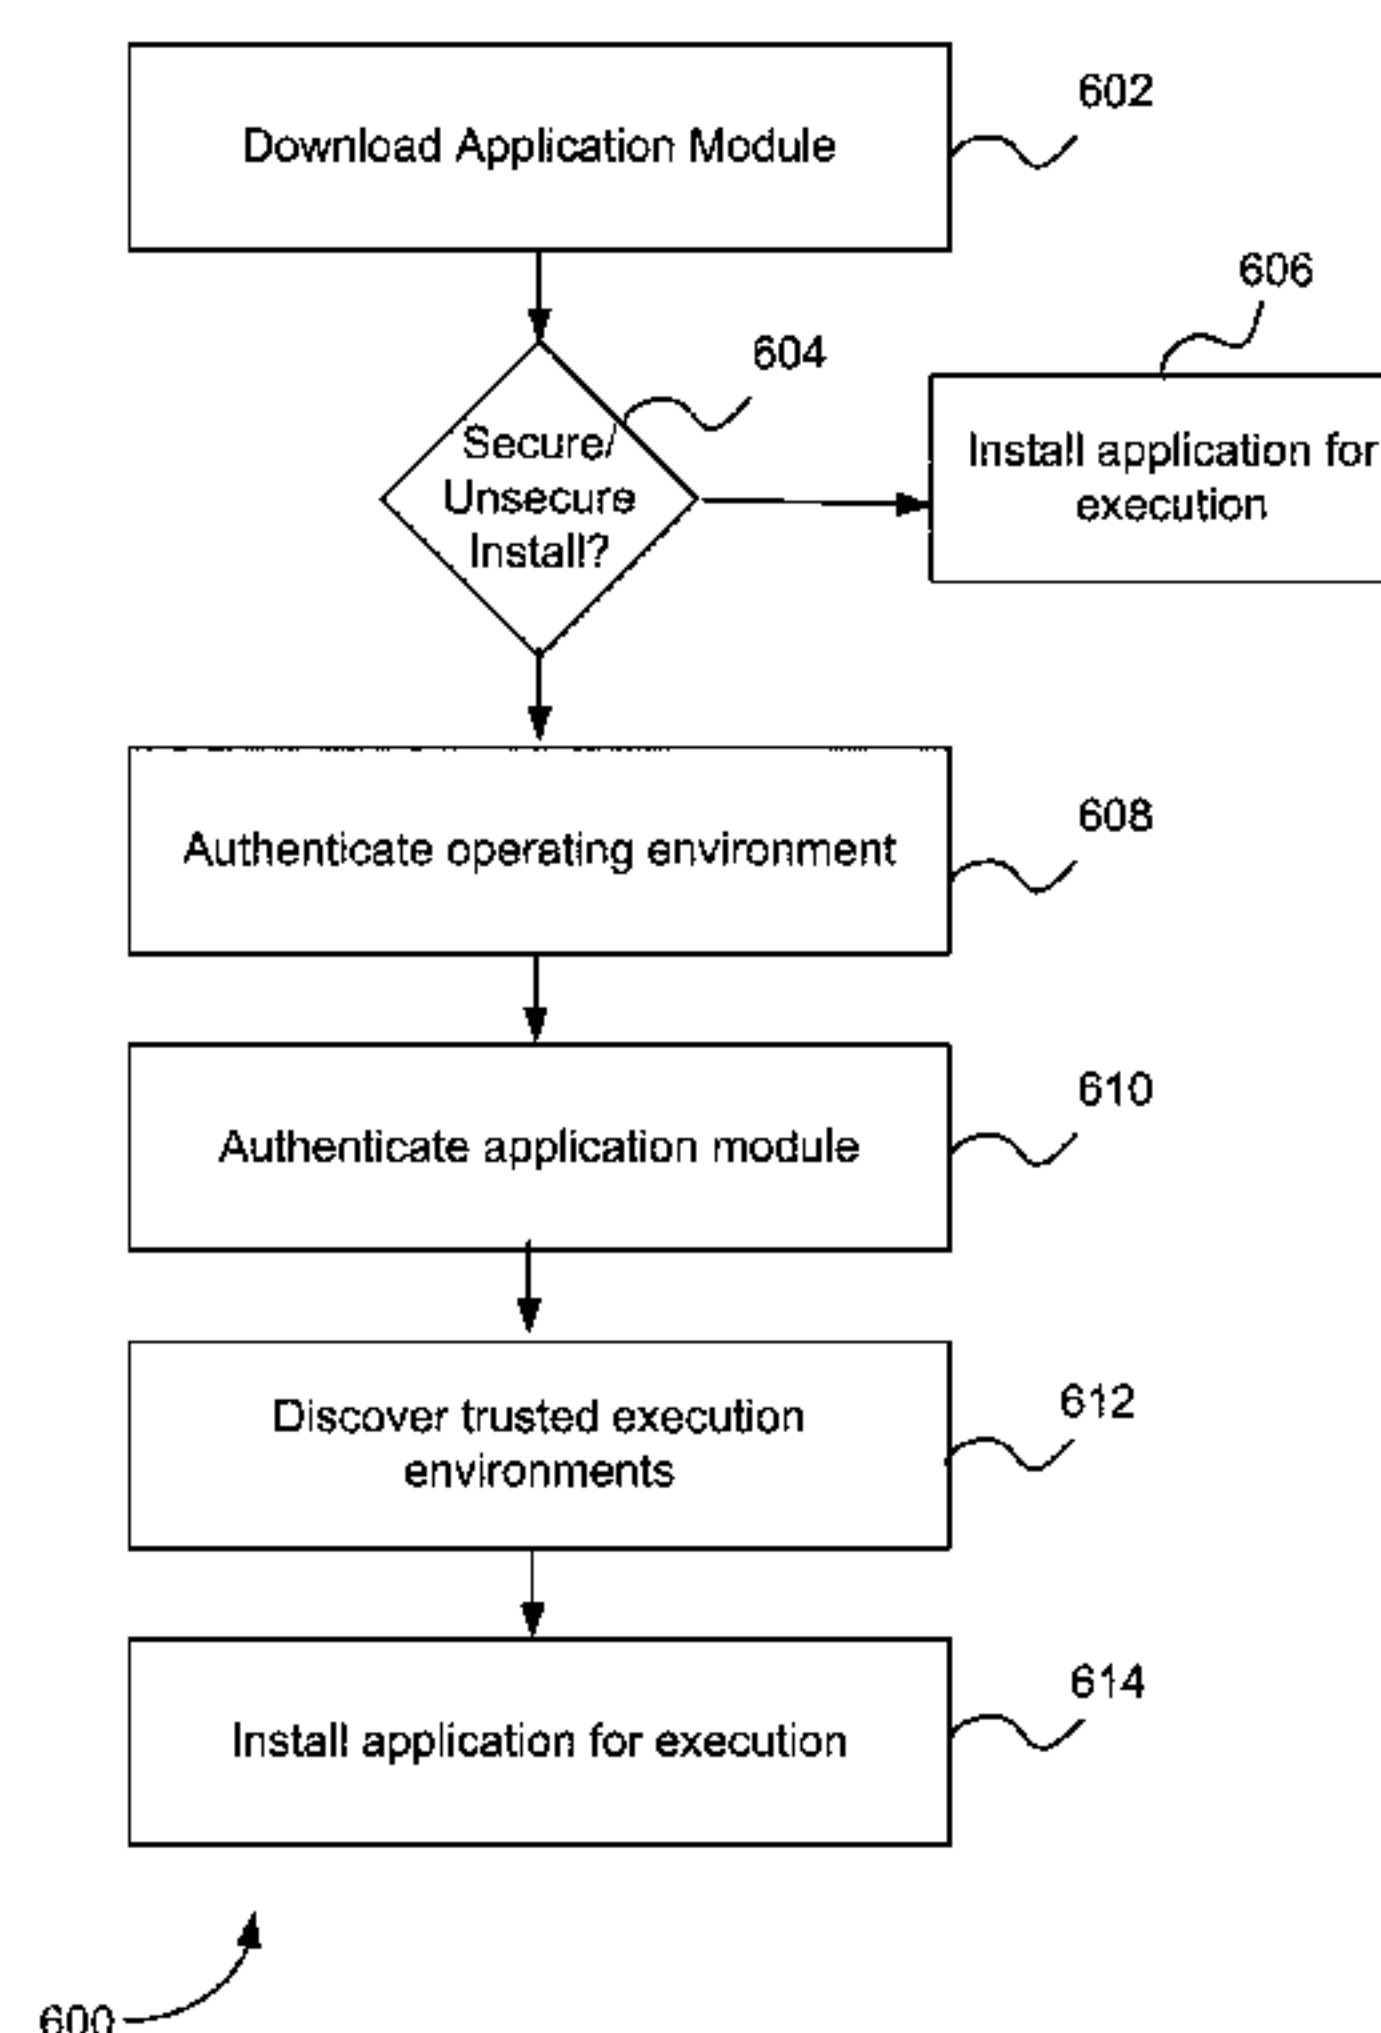 Download Application Module
602
606
604
Secure/
Unsecure
Install?
Install application for
execution
Authenticate operating environment
608
Authenticate application module
610
Discover trusted execution
environments
612
Install application for execution
614
600